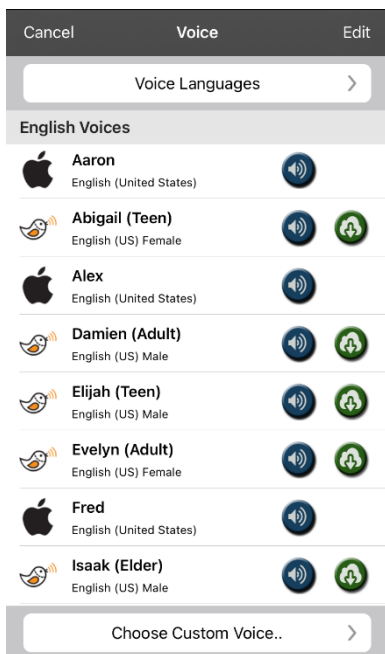 Cancel Voice Edit
Voice Languages
English Voices
Aaron
English (United States)
Abigail (Teen)
English (US) Female
Alex
English (United States)
Damien (Adult)
English (US) Male
Elijah (Teen)
English (US) Male
Evelyn (Adult)
English (US) Female
Fred
English (United States)
Isaak (Elder)
English (US) Male
Choose Custom Voice..